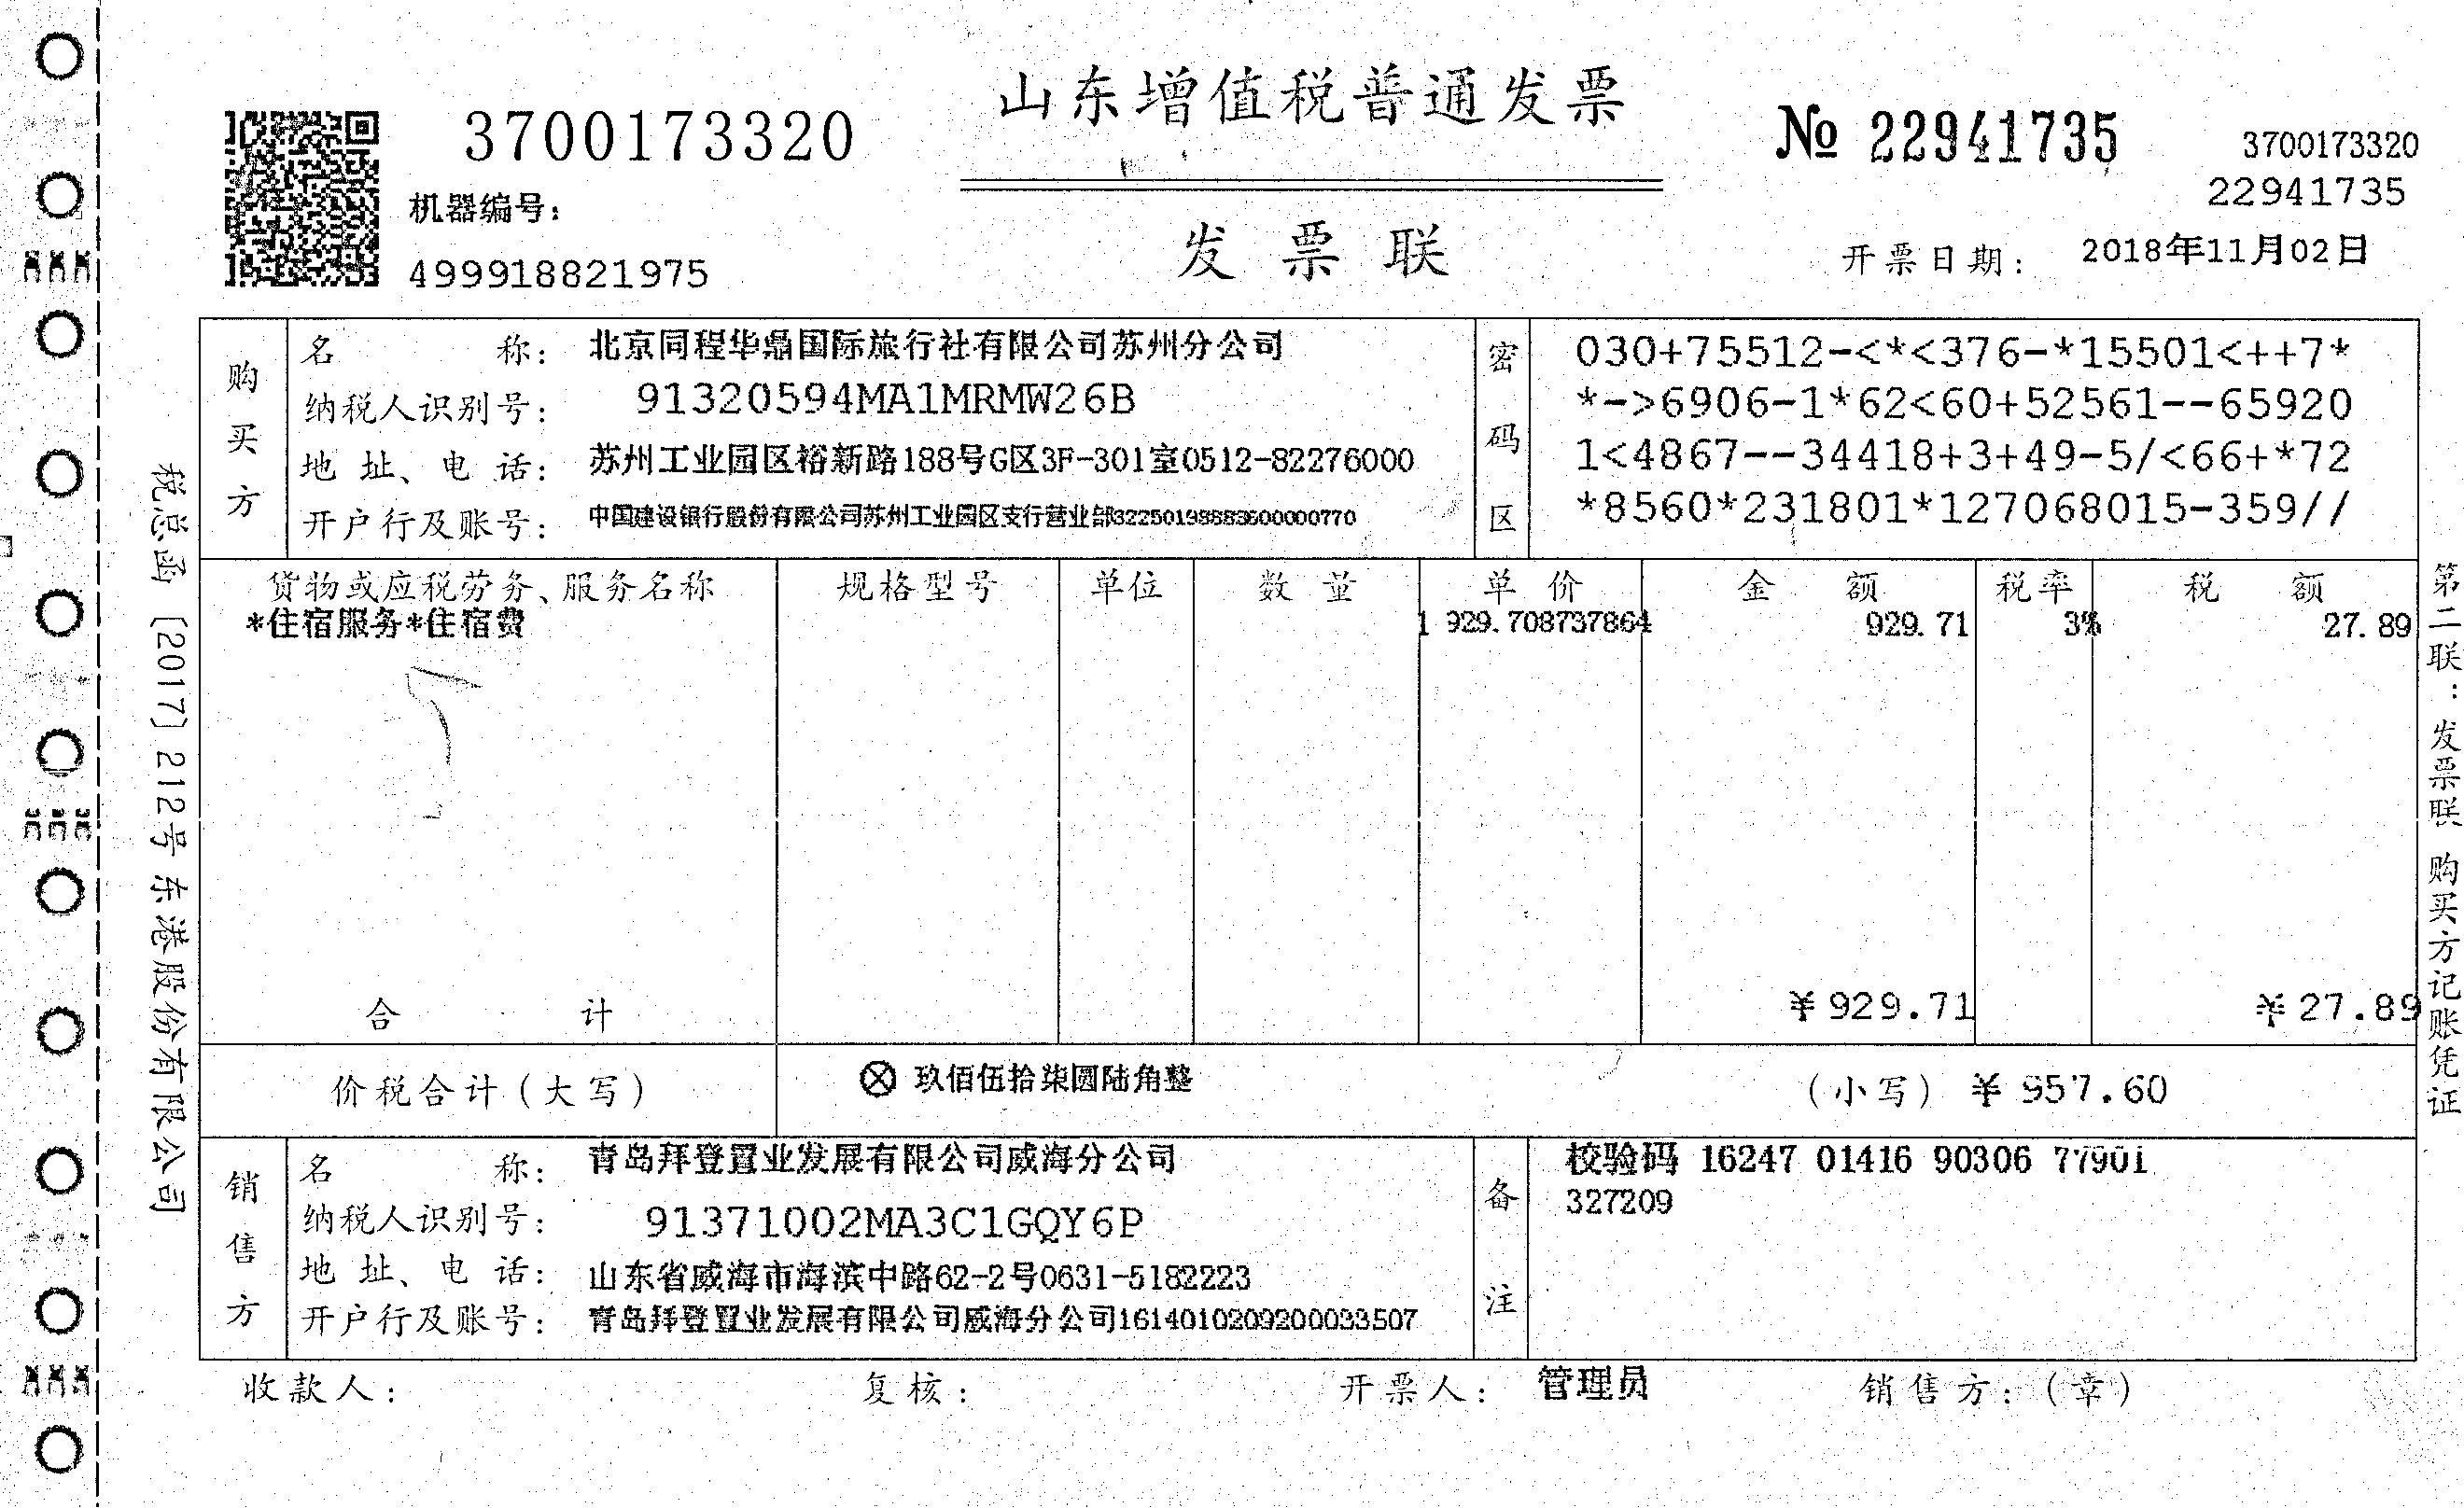 山东增值税普通发票
3700173320
№ 22941735
3700173320
22941735
机器编号：
499918821975
发票联
开票日期： 2018年11月02日
购买方
名称： 北京同程华鼎国际旅行社有限公司苏州分公司
纳税人识别号： 91320594MA1MRMW26B
地址、电话： 苏州工业园区裕新路188号G区3F-301室0512-82276000
开户行及账号： 中国建设银行股份有限公司苏州工业园区支行营业部32250198883600000770
密码区
030+75512-<*<376-*15501<++7*
*->6906-1*62<60+52561--65920
1<4867--34418+3+49-5/<66+*72
*8560*231801*127068015-359//
货物或应税劳务、服务名称 规格型号 单位 数量 单价 金额 税率 税额
*住宿服务*住宿费 1 929.708737864 929.71 3% 27.89
合计 ￥929.71 ￥27.89
价税合计（大写） ⊗ 玖佰伍拾柒圆陆角整 （小写） ￥957.60
销售方
名称： 青岛拜登置业发展有限公司威海分公司
纳税人识别号： 91371002MA3C1GQY6P
地址、电话： 山东省威海市海滨中路62-2号0631-5182223
开户行及账号： 青岛拜登置业发展有限公司威海分公司1614010209200033507
备注
校验码 16247 01416 90306 77901
327209
收款人： 复核： 开票人： 管理员 销售方：（章）
税总函〔2017〕212号 东港股份有限公司
第二联：发票联 购买方记账凭证